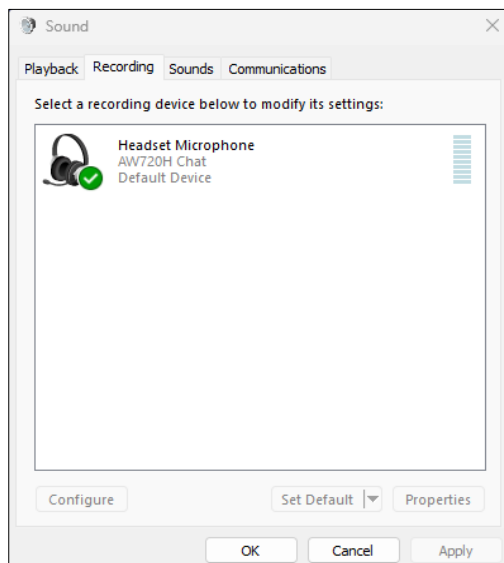 Sound
Playback Recording Sounds Communications
Select a recording device below to modify its settings:
Headset Microphone
AW720H Chat
Default Device
Configure Set Default Properties
OK Cancel Apply